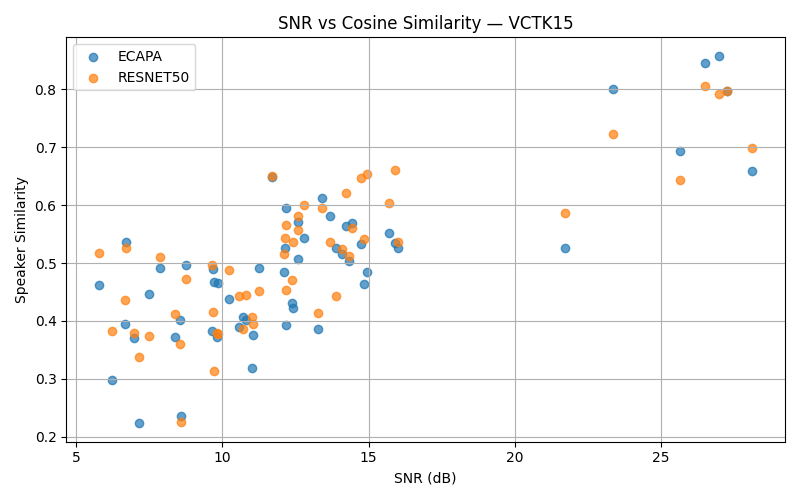 SNR vs Cosine Similarity — VCTK15
ECAPA
RESNET50
Speaker Similarity
0.8
0.7
0.6
0.5
0.4
0.3
0.2
5 10 15 20 25
SNR (dB)